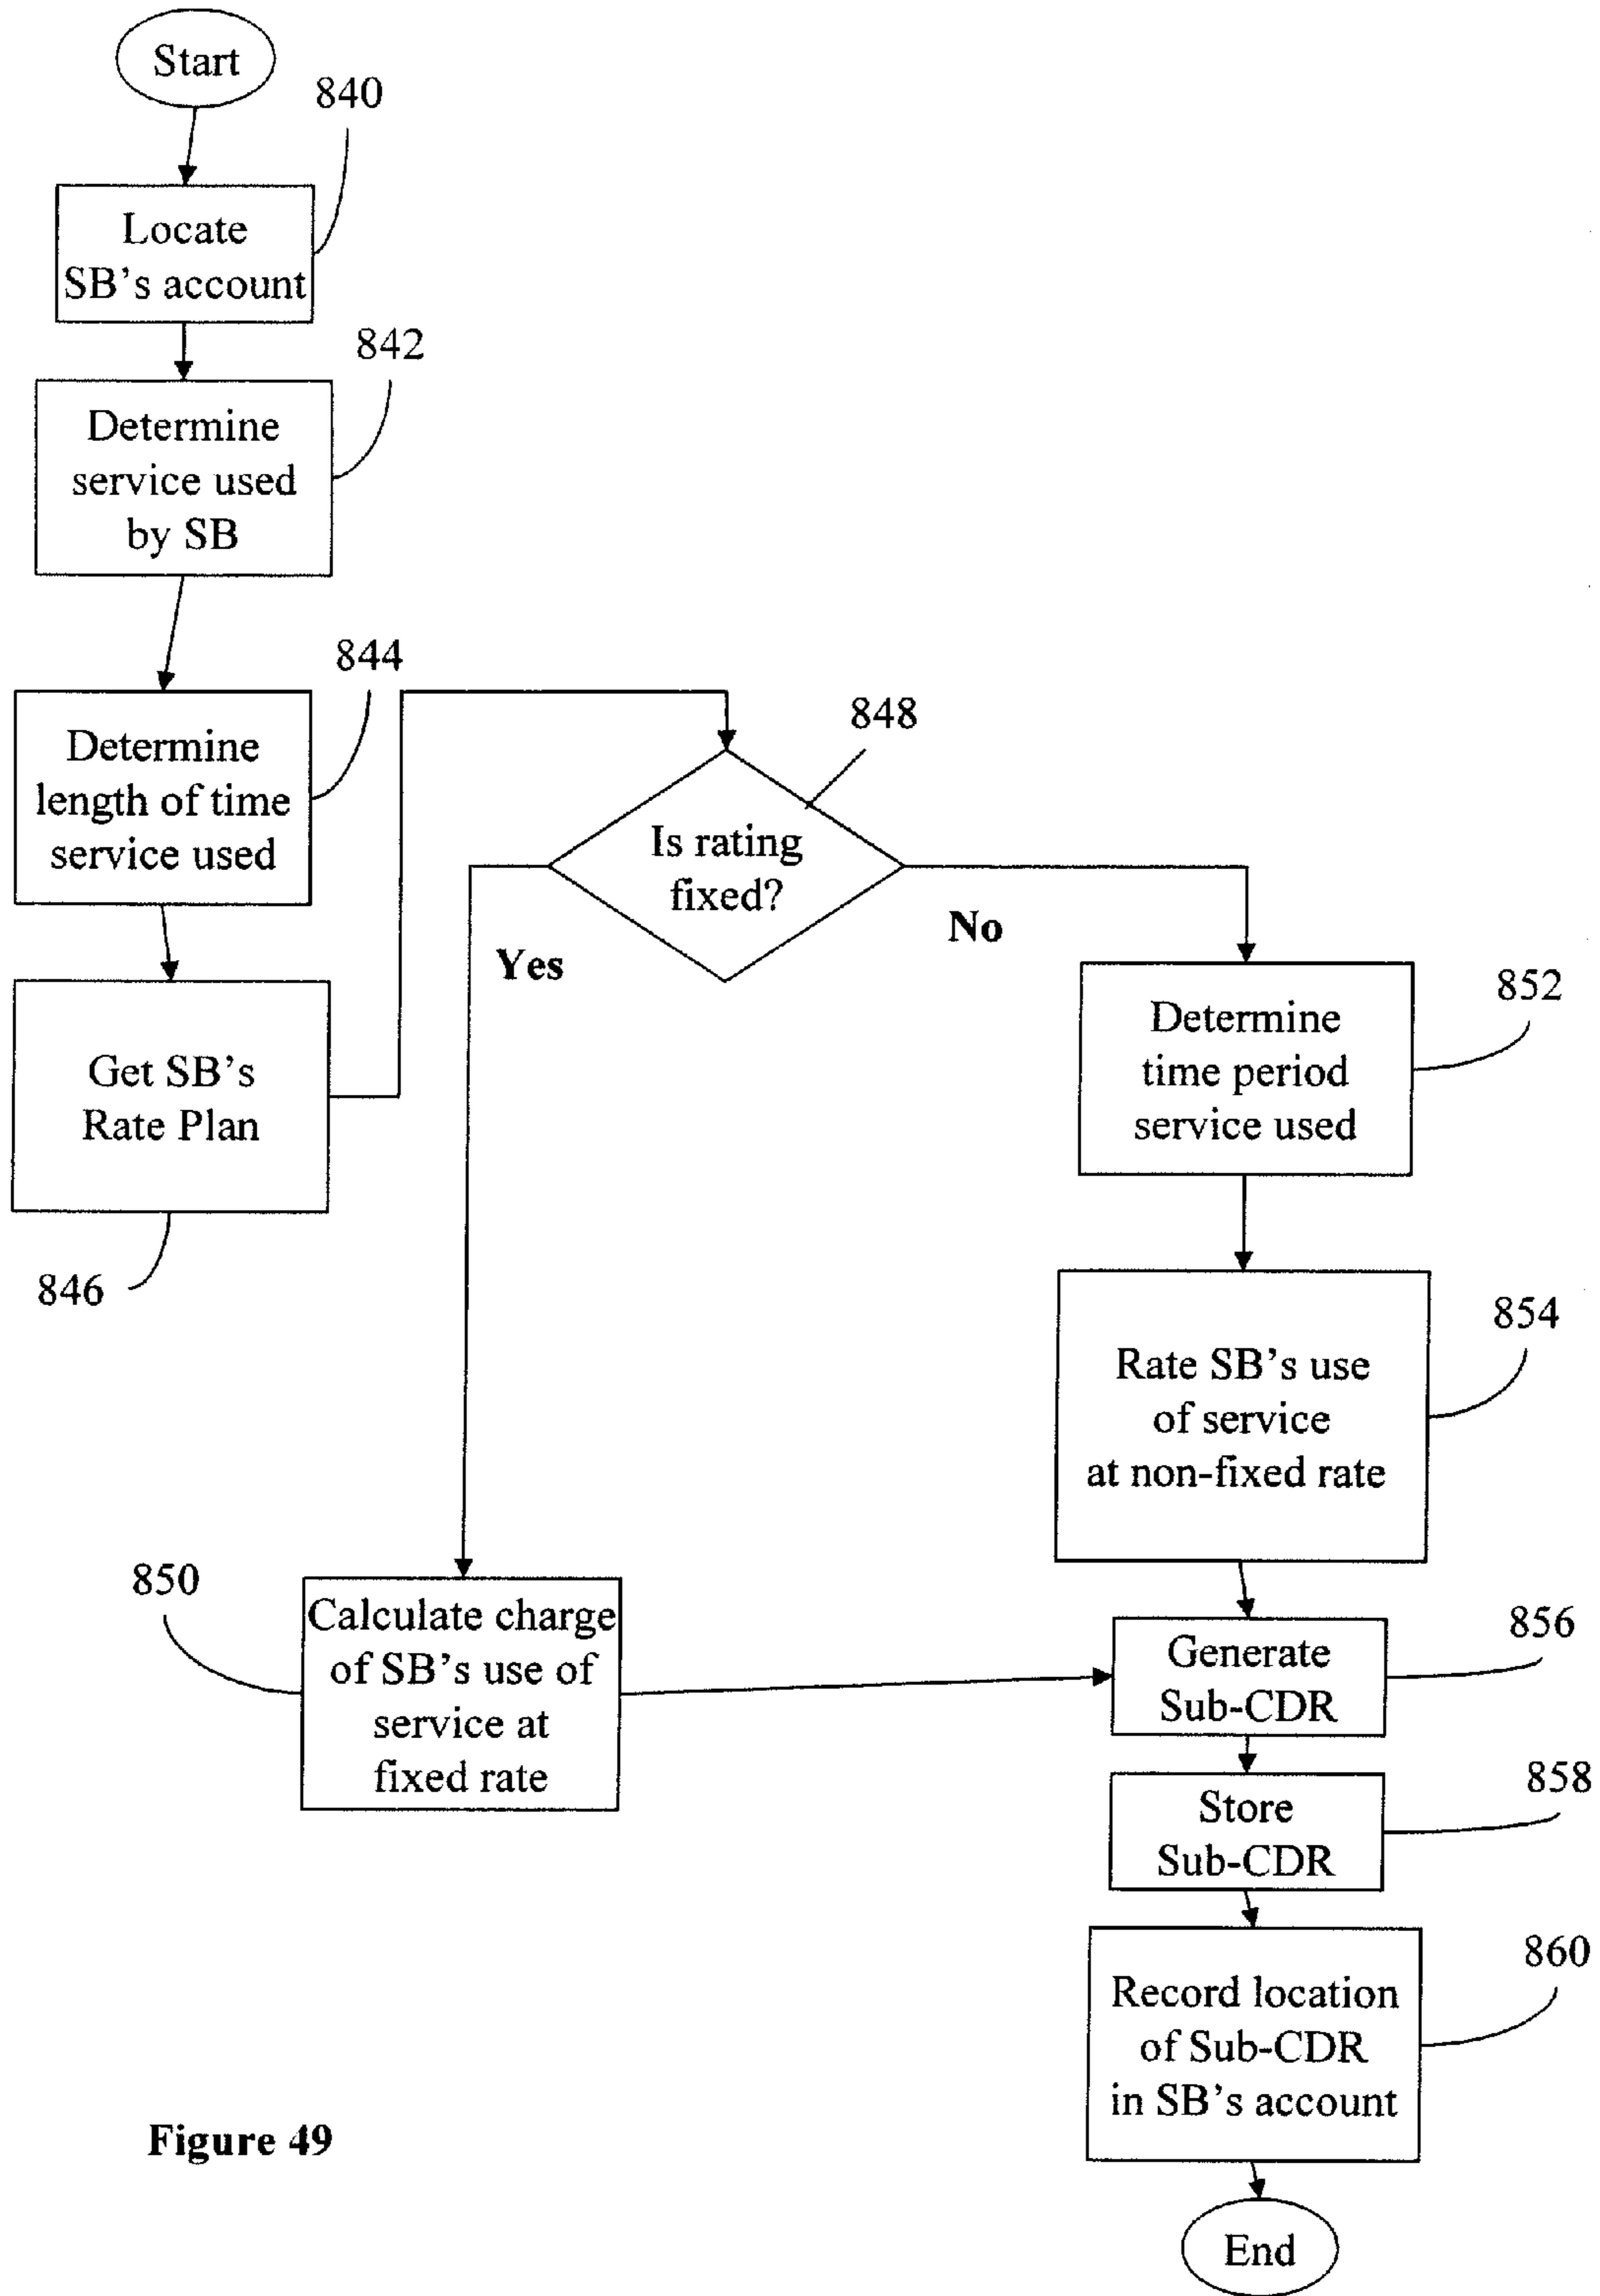 Start
840
Locate
SB's account
842
Determine
service used
by SB
844
Determine
length of time
service used
Get SB's
Rate Plan
846
848
Is rating
fixed?
Yes
No
852
Determine
time period
service used
854
Rate SB's use
of service
at non-fixed rate
850
Calculate charge
of SB's use of
service at
fixed rate
856
Generate
Sub-CDR
858
Store
Sub-CDR
860
Record location
of Sub-CDR
in SB's account
End
Figure 49